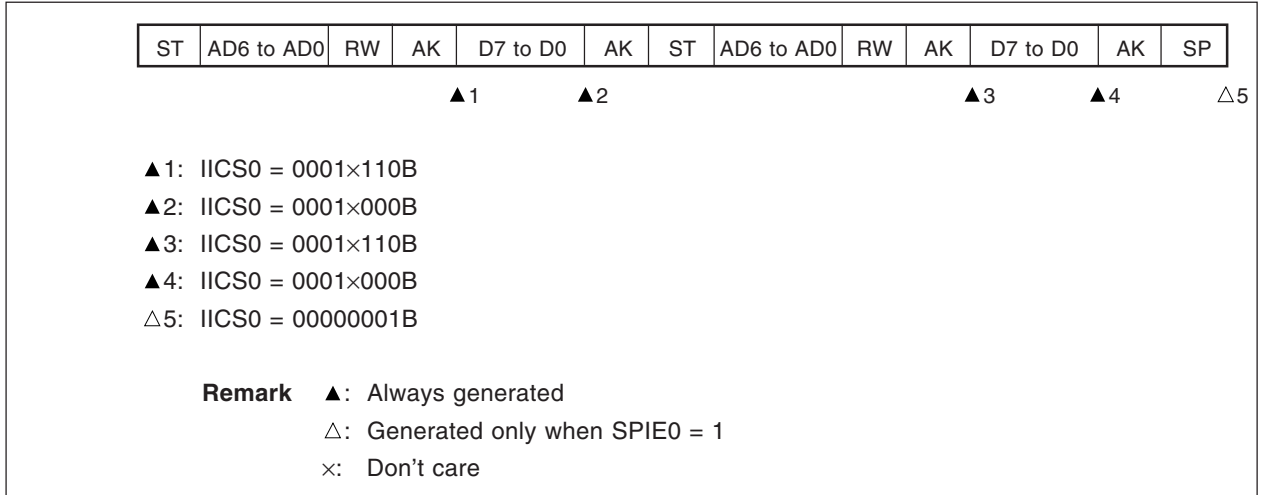 ST AD6 to AD0 RW AK D7 to D0 AK ST AD6 to AD0 RW AK D7 to D0 AK SP
▲1 ▲2 ▲3 ▲4 △5
▲1: IICS0 = 0001×110B
▲2: IICS0 = 0001×000B
▲3: IICS0 = 0001×110B
▲4: IICS0 = 0001×000B
△5: IICS0 = 00000001B
Remark ▲: Always generated
△: Generated only when SPIE0 = 1
×: Don't care